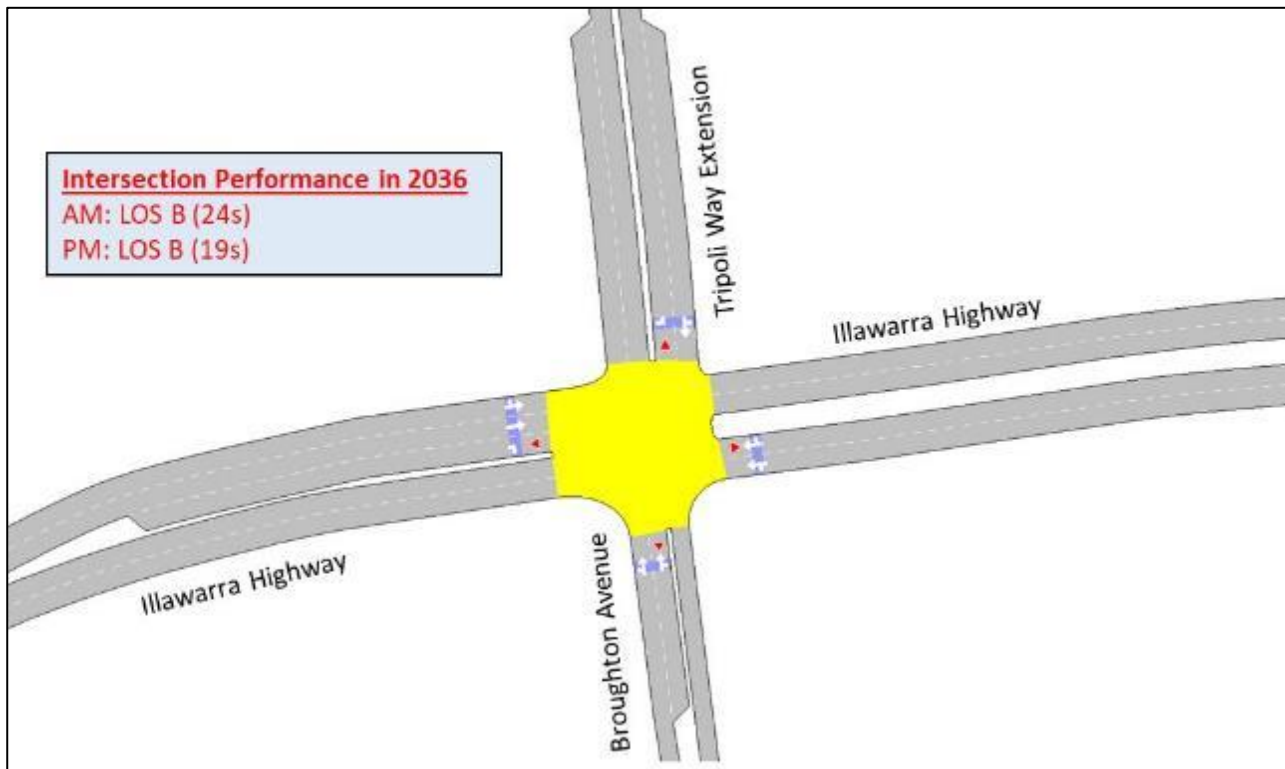 Intersection Performance in 2036
AM: LOS B (24s)
PM: LOS B (19s)
Tripoli Way Extension
Illawarra Highway
Illawarra Highway
Broughton Avenue